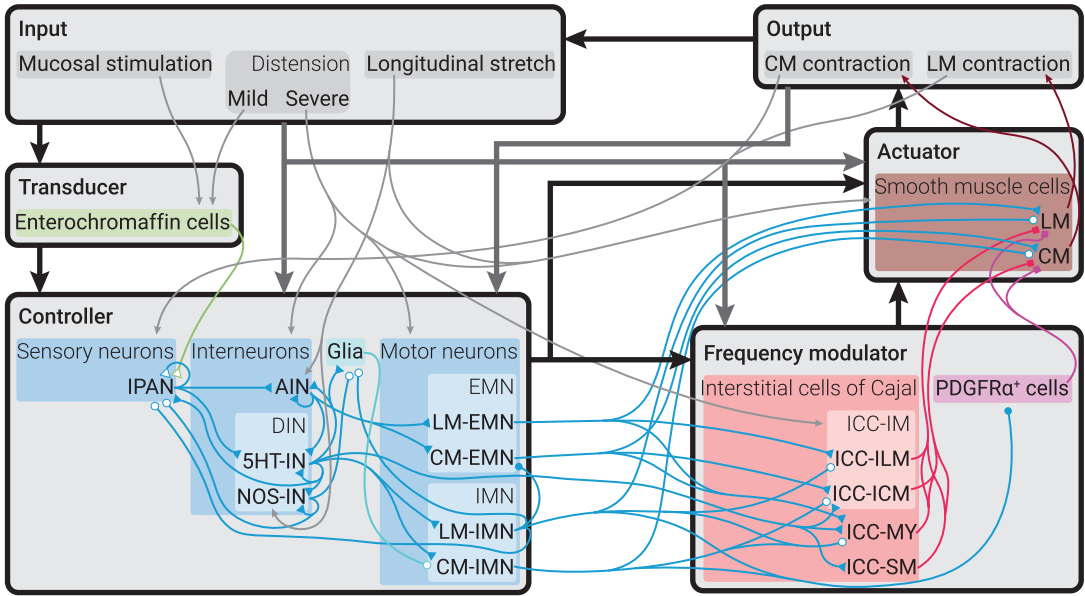 Input
Mucosal stimulation
Distension
Mild Severe
Longitudinal stretch
Output
CM contraction
LM contraction
Transducer
Enterochromaffin cells
Actuator
Smooth muscle cells
LM
CM
Controller
Sensory neurons
IPAN
Interneurons
AIN
DIN
5HT-IN
NOS-IN
Glia
Motor neurons
EMN
LM-EMN
CM-EMN
IMN
LM-IMN
CM-IMN
Frequency modulator
Interstitial cells of Cajal
ICC-IM
ICC-ILM
ICC-ICM
ICC-MY
ICC-SM
PDGFRα⁺ cells